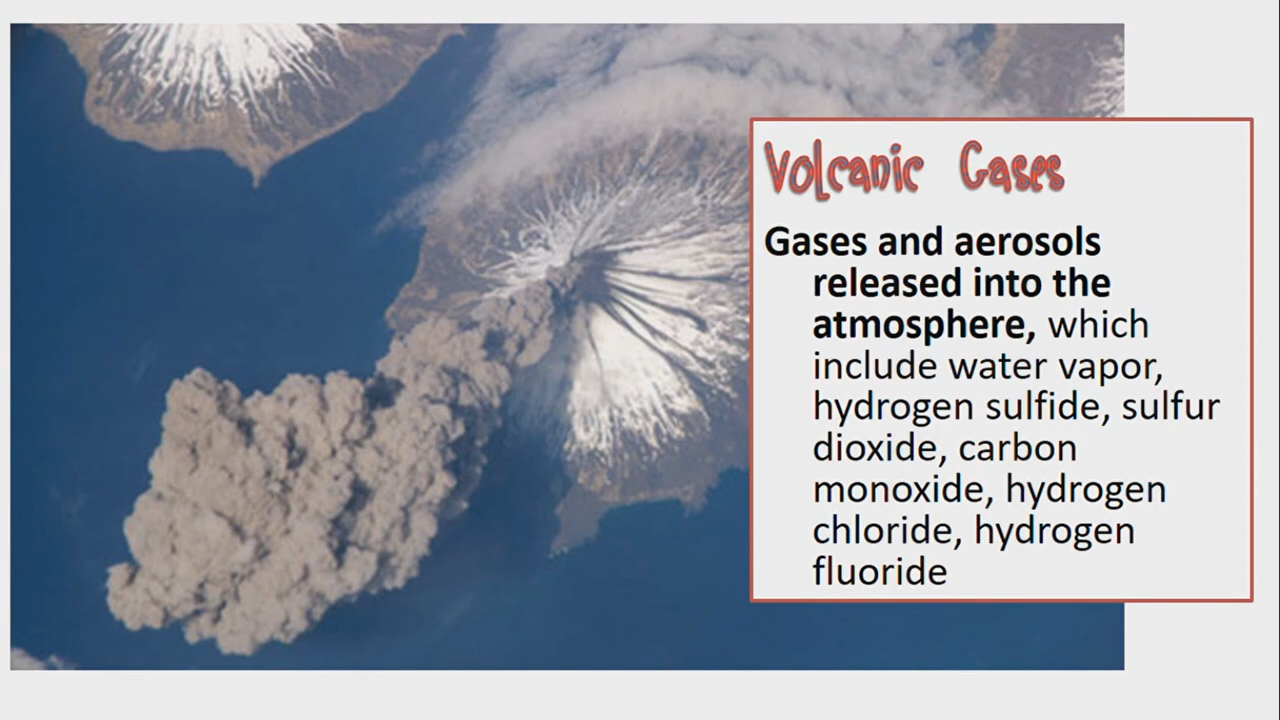 Volcanic Gases
Gases and aerosols
released into the
atmosphere, which
include water vapor,
hydrogen sulfide, sulfur
dioxide, carbon
monoxide, hydrogen
chloride, hydrogen
fluoride